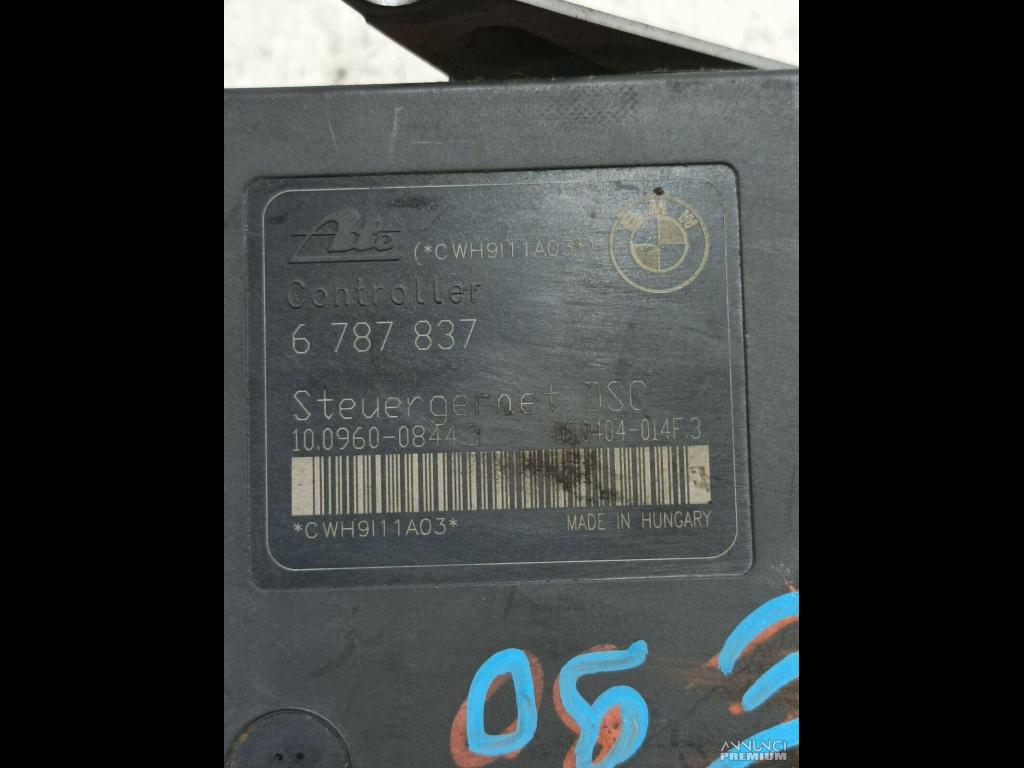 Ate (*CWH9I11A03*) BMW
Controller
6 787 837
Steuergeraet DSC
10.0960-0844.3 00.0404-014F.3
*CWH9I11A03* MADE IN HUNGARY
ANNUNCI
PREMIUM